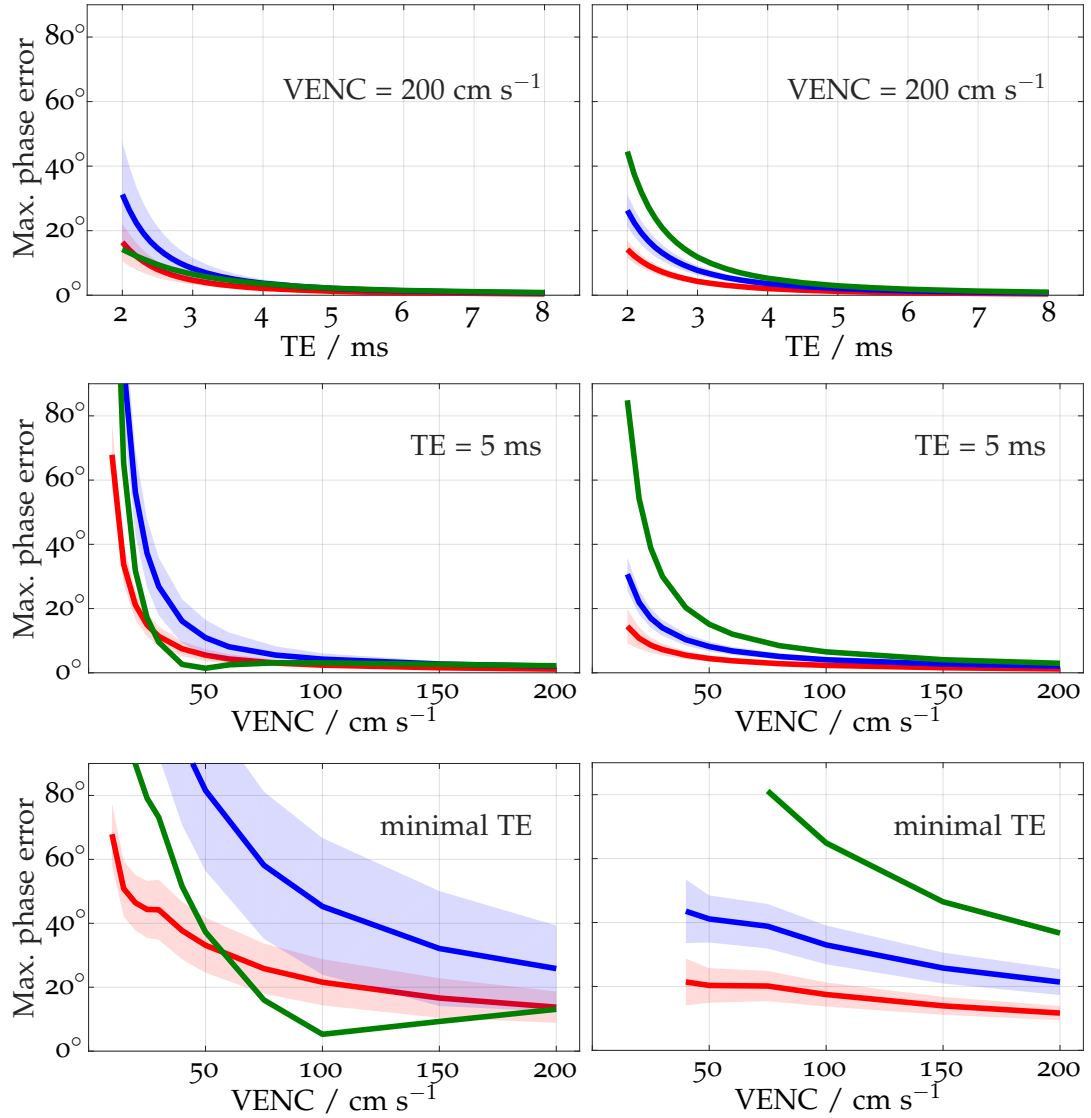 Max. phase error
80°
60°
40°
20°
0°
VENC = 200 cm s⁻¹
VENC = 200 cm s⁻¹
2 3 4 5 6 7 8
2 3 4 5 6 7 8
TE / ms
TE / ms
Max. phase error
80°
60°
40°
20°
0°
TE = 5 ms
TE = 5 ms
50 100 150 200
50 100 150 200
VENC / cm s⁻¹
VENC / cm s⁻¹
Max. phase error
80°
60°
40°
20°
0°
minimal TE
minimal TE
50 100 150 200
50 100 150 200
VENC / cm s⁻¹
VENC / cm s⁻¹